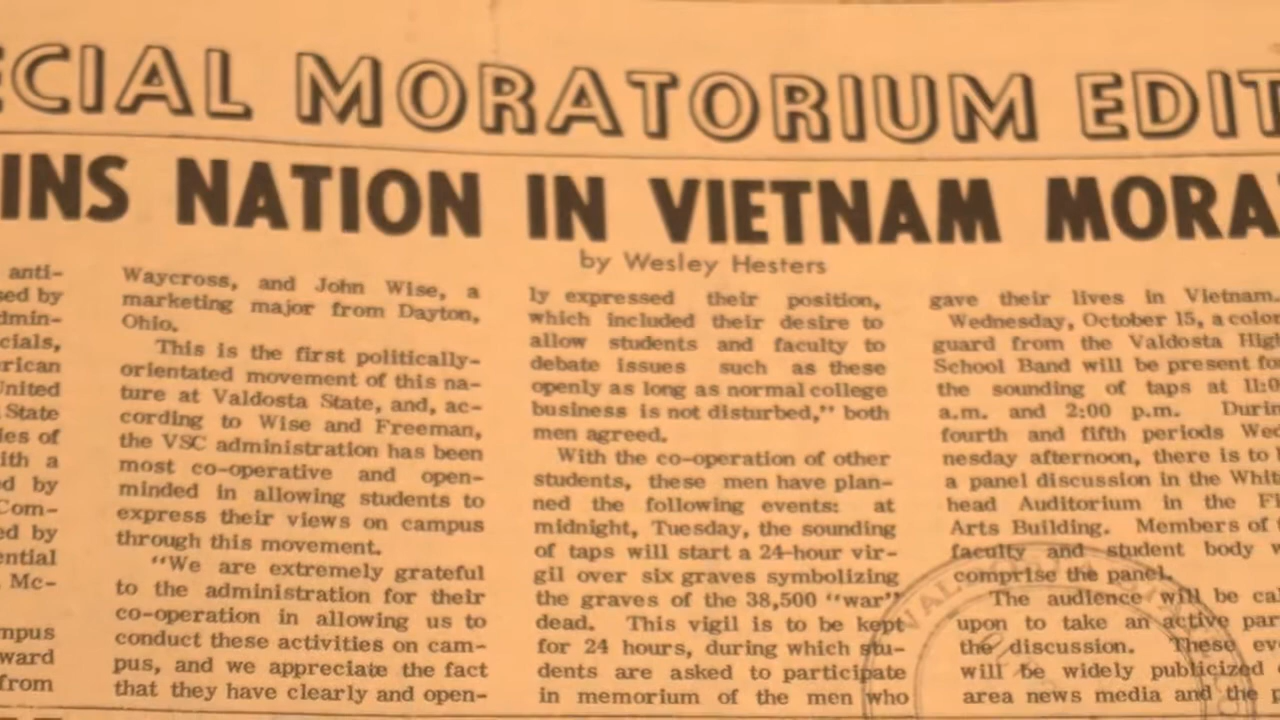 ECIAL MORATORIUM EDIT
INS NATION IN VIETNAM MORA
by Wesley Hesters
anti-
sed by
dmin-
cials,
rican
United
State
ies of
ith a
ed by
Com-
ed by
ential
Mc-
mpus
ward
from
Waycross, and John Wise, a
marketing major from Dayton,
Ohio.
This is the first politically-
orientated movement of this na-
ture at Valdosta State, and, ac-
cording to Wise and Freeman,
the VSC administration has been
most co-operative and open-
minded in allowing students to
express their views on campus
through this movement.
"We are extremely grateful
to the administration for their
co-operation in allowing us to
conduct these activities on cam-
pus, and we appreciate the fact
that they have clearly and open-
ly expressed their position,
which included their desire to
allow students and faculty to
debate issues such as these
openly as long as normal college
business is not disturbed," both
men agreed.
With the co-operation of other
students, these men have plan-
ned the following events: at
midnight, Tuesday, the sounding
of taps will start a 24-hour vir-
gil over six graves symbolizing
the graves of the 38,500 "war"
dead. This vigil is to be kept
for 24 hours, during which stu-
dents are asked to participate
in memorium of the men who
gave their lives in Vietnam.
Wednesday, October 15, a color
guard from the Valdosta High
School Band will be present for
the sounding of taps at 11:0
a.m. and 2:00 p.m. Durin
fourth and fifth periods Wed
nesday afternoon, there is to b
a panel discussion in the Whit
head Auditorium in the Fi
Arts Building. Members of
faculty and student body w
comprise the panel.
The audience will be cal
upon to take an active par
the discussion. These eve
will be widely publicized
area news media and the p